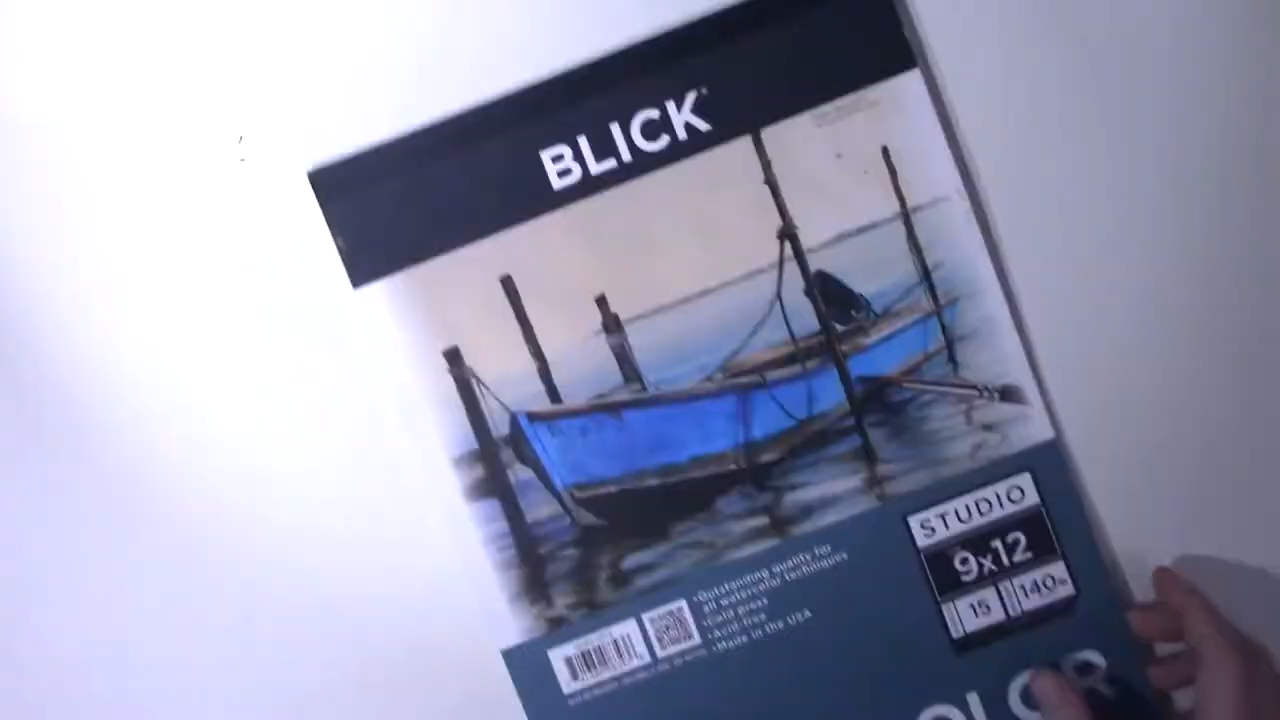 BLICK
STUDIO
9x12
15
140
•Outstanding quality for
all watercolor techniques
•Cold press
•Acid-free
•Made in the USA
OLOR